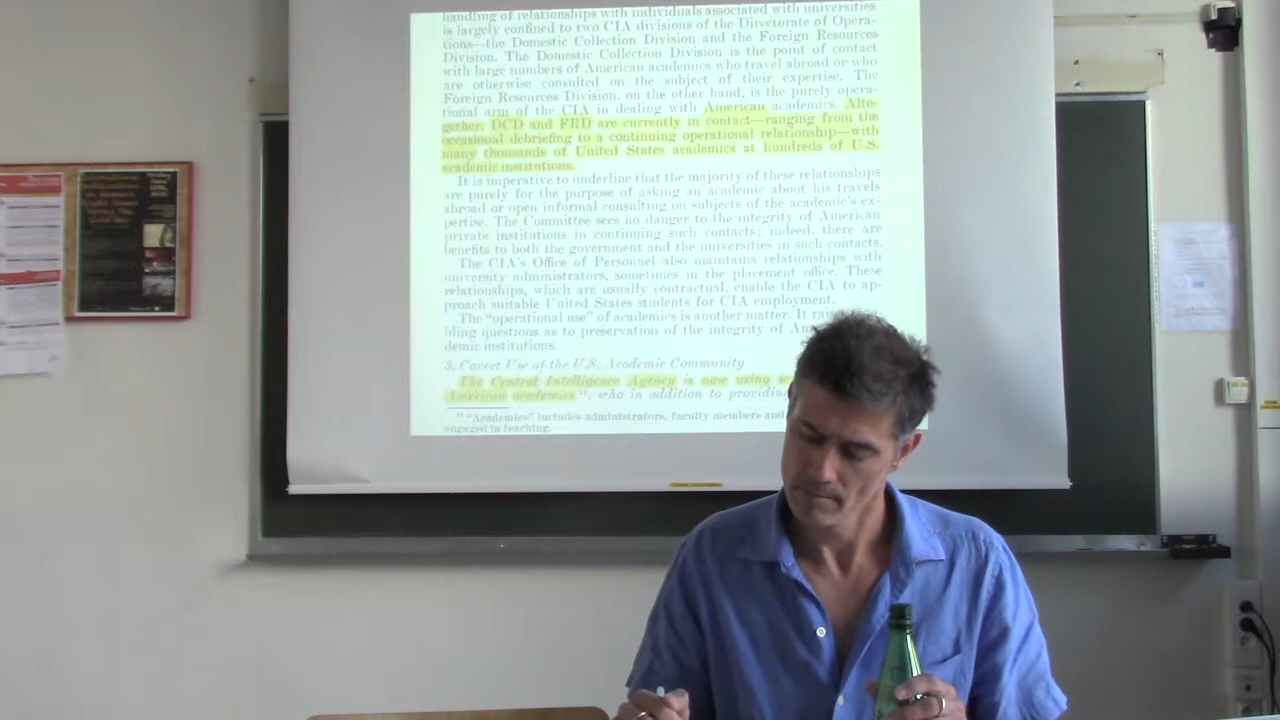 handling of relationships with individuals associated with universities
is largely confined to two CIA divisions of the Directorate of Opera-
tions—the Domestic Collection Division and the Foreign Resources
Division. The Domestic Collection Division is the point of contact
with large numbers of American academics who travel abroad or who
are otherwise consulted on the subject of their expertise. The
Foreign Resources Division, on the other hand, is the purely opera-
tional arm of the CIA in dealing with American academics. Alto-
gether, DCD and FRD are currently in contact—ranging from the
occasional debriefing to a continuing operational relationship—with
many thousands of United States academics at hundreds of U.S.
academic institutions.
It is imperative to underline that the majority of these relationships
are purely for the purpose of asking an academic about his travels
abroad or open informal consulting on subjects of the academic's ex-
pertise. The Committee sees no danger to the integrity of American
private institutions in continuing such contacts; indeed, there are
benefits to both the government and the universities in such contacts.
The CIA's Office of Personnel also maintains relationships with
university administrators, sometimes in the placement office. These
relationships, which are usually contractual, enable the CIA to ap-
proach suitable United States students for CIA employment.
The "operational use" of academics is another matter. It rais
bling questions as to preservation of the integrity of Am
demic institutions.
8. Covert Use of the U.S. Academic Community
The Central Intelligence Agency is now using se
American academics, who in addition to providing
"Academics" includes administrators, faculty members and
engaged in teaching.